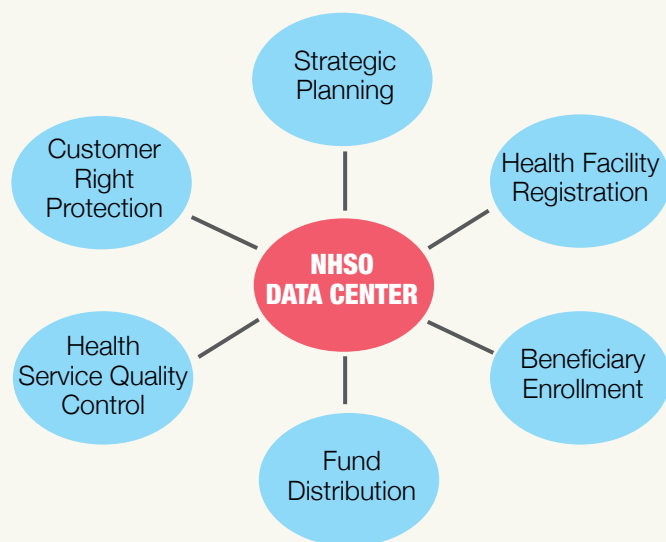 Strategic
Planning
Customer
Right
Protection
Health Facility
Registration
NHSO
DATA CENTER
Health
Service Quality
Control
Beneficiary
Enrollment
Fund
Distribution